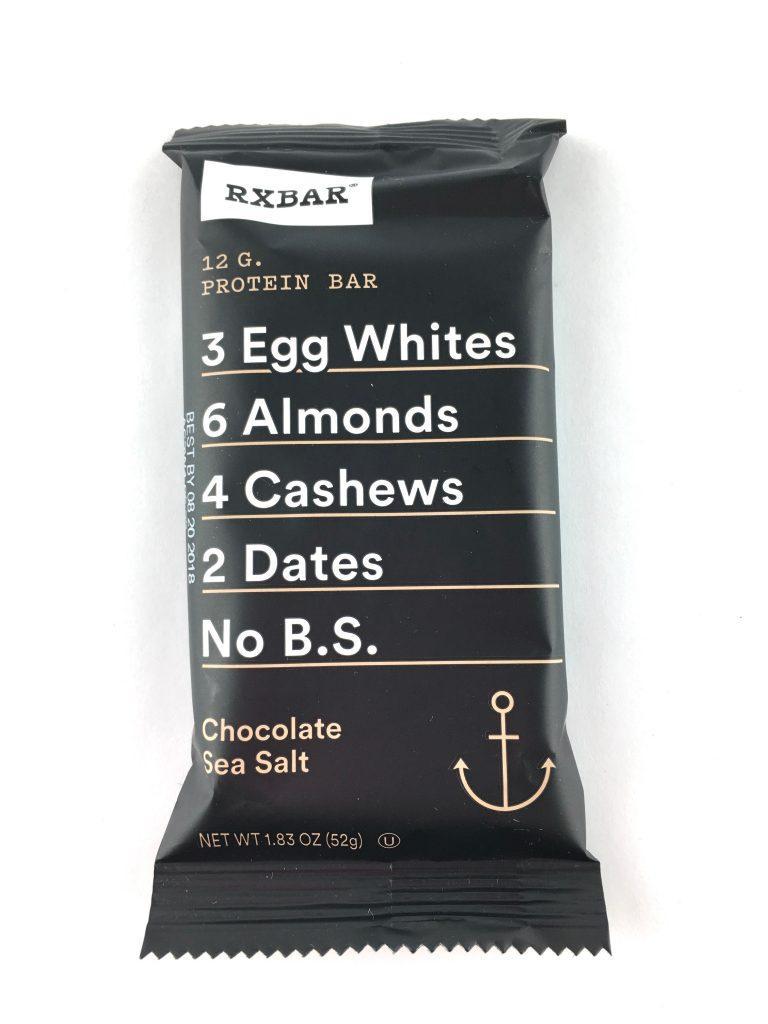 RXBAR®
12 G.
PROTEIN BAR
3 Egg Whites
6 Almonds
4 Cashews
2 Dates
No B.S.
Chocolate
Sea Salt
NET WT 1.83 OZ (52g) U
BEST BY 08 20 2018